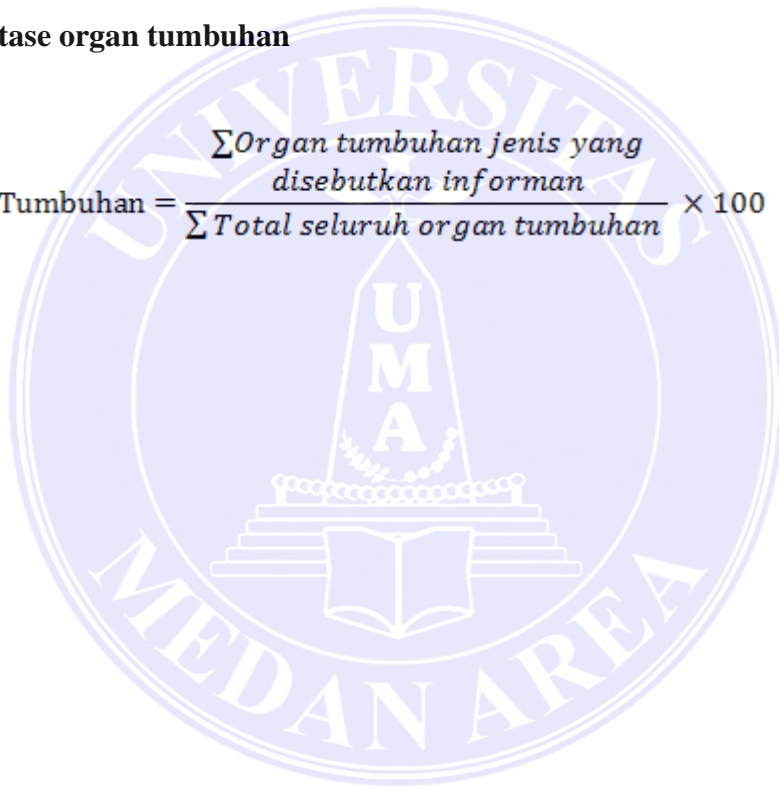 tase organ tumbuhan
∑Organ tumbuhan jenis yang
disebutkan informan
Tumbuhan = ∑Total seluruh organ tumbuhan × 100
UNIVERSITAS
U
M
A
MEDAN AREA